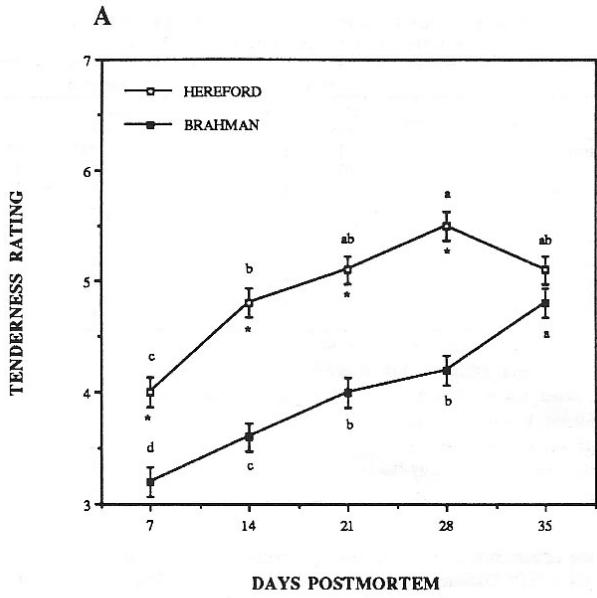 A
7
HEREFORD
BRAHMAN
6
a
ab
ab
b
*
5
*
*
a
c
4
*
b
b
d
c
3
7 14 21 28 35
TENDERNESS RATING
DAYS POSTMORTEM